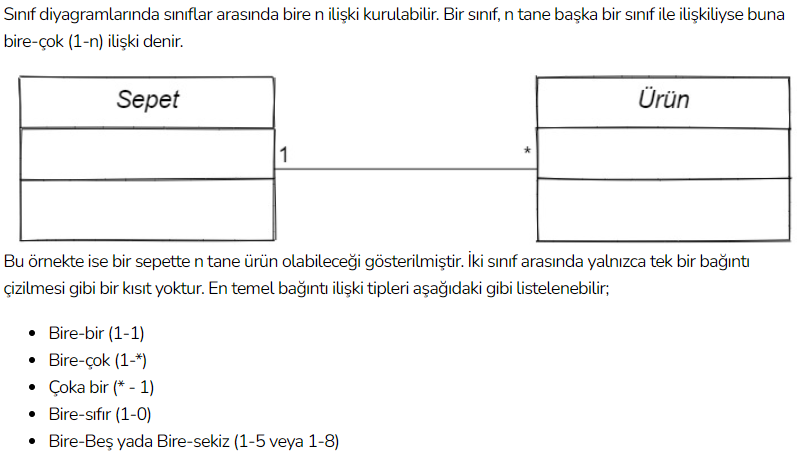 Sınıf diyagramlarında sınıflar arasında bire n ilişki kurulabilir. Bir sınıf, n tane başka bir sınıf ile ilişkiliyse buna
bire-çok (1-n) ilişki denir.
Sepet
Ürün
1
*
Bu örnekte ise bir sepette n tane ürün olabileceği gösterilmiştir. İki sınıf arasında yalnızca tek bir bağıntı
çizilmesi gibi bir kısıt yoktur. En temel bağıntı ilişki tipleri aşağıdaki gibi listelenebilir;
• Bire-bir (1-1)
• Bire-çok (1-*)
• Çoka bir (* - 1)
• Bire-sıfır (1-0)
• Bire-Beş yada Bire-sekiz (1-5 veya 1-8)